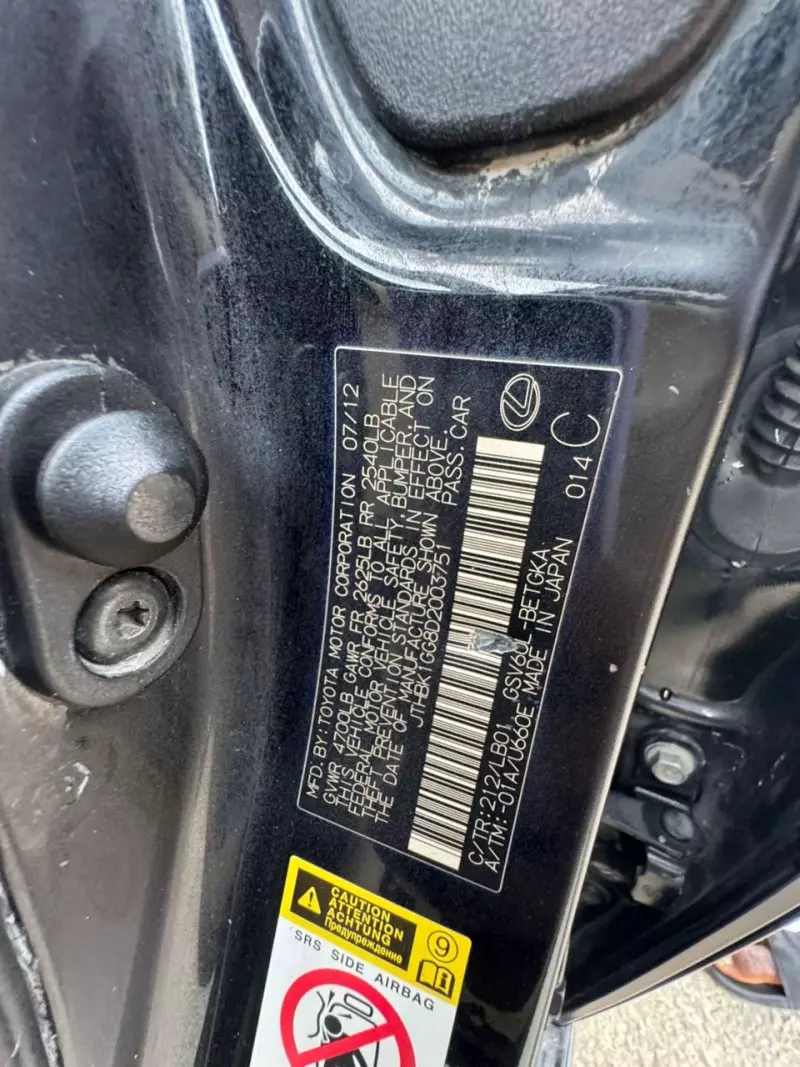 MFD. BY: TOYOTA MOTOR CORPORATION 07/12
GVWR 4700LB GAWR FR 2625LB RR 2540LB
THIS VEHICLE CONFORMS TO ALL APPLICABLE
FEDERAL MOTOR VEHICLE SAFETY, BUMPER, AND
THEFT PREVENTION STANDARDS IN EFFECT ON
THE DATE OF MANUFACTURE SHOWN ABOVE.
JTHBK1GG8D2003751 PASS CAR
C/TR:212/LB01 GSV60L-BETGKA
A/TM:-01A/U660E MADE IN JAPAN 014 C
CAUTION
ATTENTION
ACHTUNG
Предупреждение
9
SRS SIDE AIRBAG